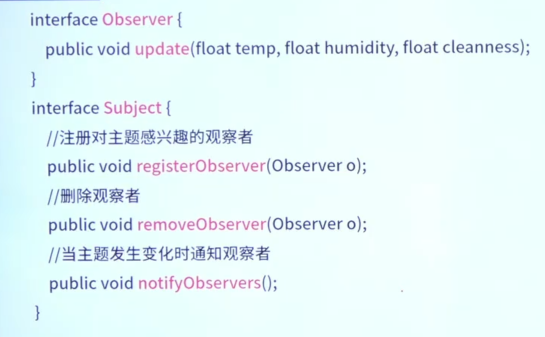 interface Observer {
public void update(float temp, float humidity, float cleanness);
}
interface Subject {
//注册对主题感兴趣的观察者
public void registerObserver(Observer o);
//删除观察者
public void removeObserver(Observer o);
//当主题发生变化时通知观察者
public void notifyObservers();
}